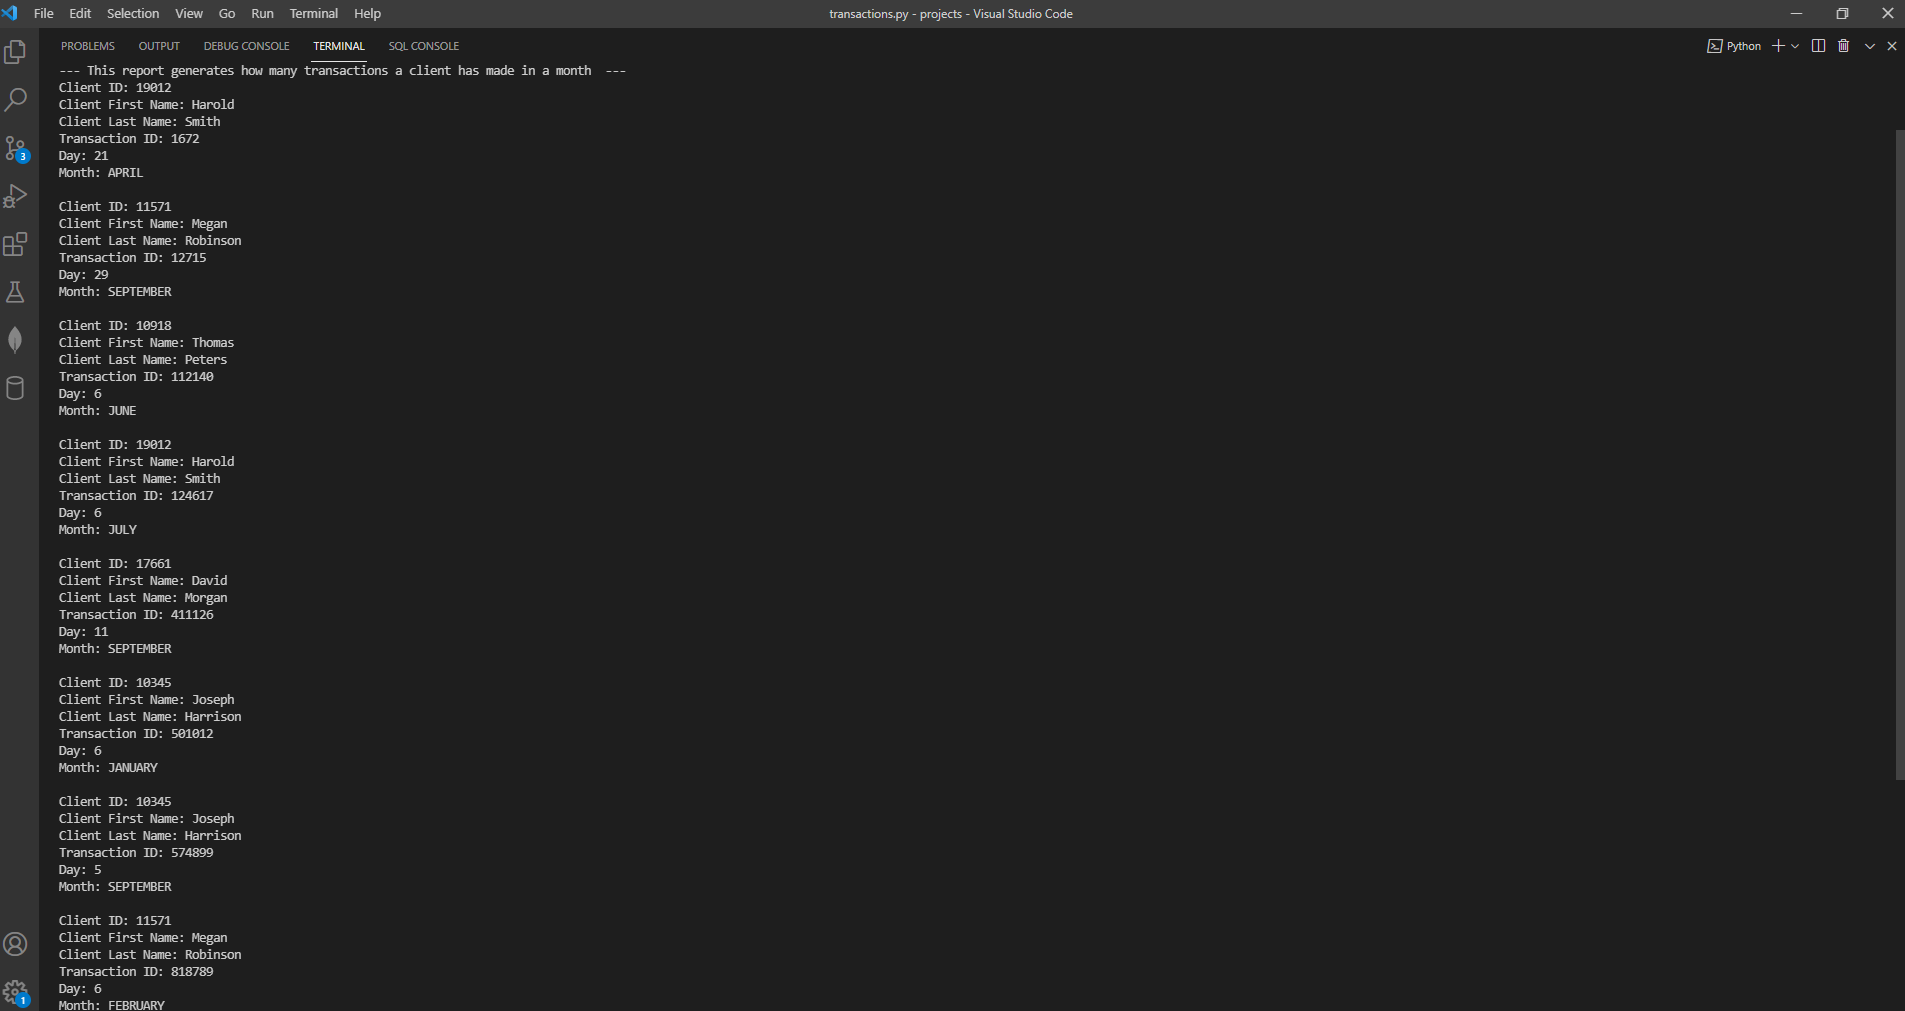 File Edit Selection View Go Run Terminal Help transactions.py - projects - Visual Studio Code
PROBLEMS OUTPUT DEBUG CONSOLE TERMINAL SQL CONSOLE Python
--- This report generates how many transactions a client has made in a month  ---
Client ID: 19012
Client First Name: Harold
Client Last Name: Smith
Transaction ID: 1672
Day: 21
Month: APRIL
Client ID: 11571
Client First Name: Megan
Client Last Name: Robinson
Transaction ID: 12715
Day: 29
Month: SEPTEMBER
Client ID: 10918
Client First Name: Thomas
Client Last Name: Peters
Transaction ID: 112140
Day: 6
Month: JUNE
Client ID: 19012
Client First Name: Harold
Client Last Name: Smith
Transaction ID: 124617
Day: 6
Month: JULY
Client ID: 17661
Client First Name: David
Client Last Name: Morgan
Transaction ID: 411126
Day: 11
Month: SEPTEMBER
Client ID: 10345
Client First Name: Joseph
Client Last Name: Harrison
Transaction ID: 501012
Day: 6
Month: JANUARY
Client ID: 10345
Client First Name: Joseph
Client Last Name: Harrison
Transaction ID: 574899
Day: 5
Month: SEPTEMBER
Client ID: 11571
Client First Name: Megan
Client Last Name: Robinson
Transaction ID: 818789
Day: 6
Month: FEBRUARY
3
1